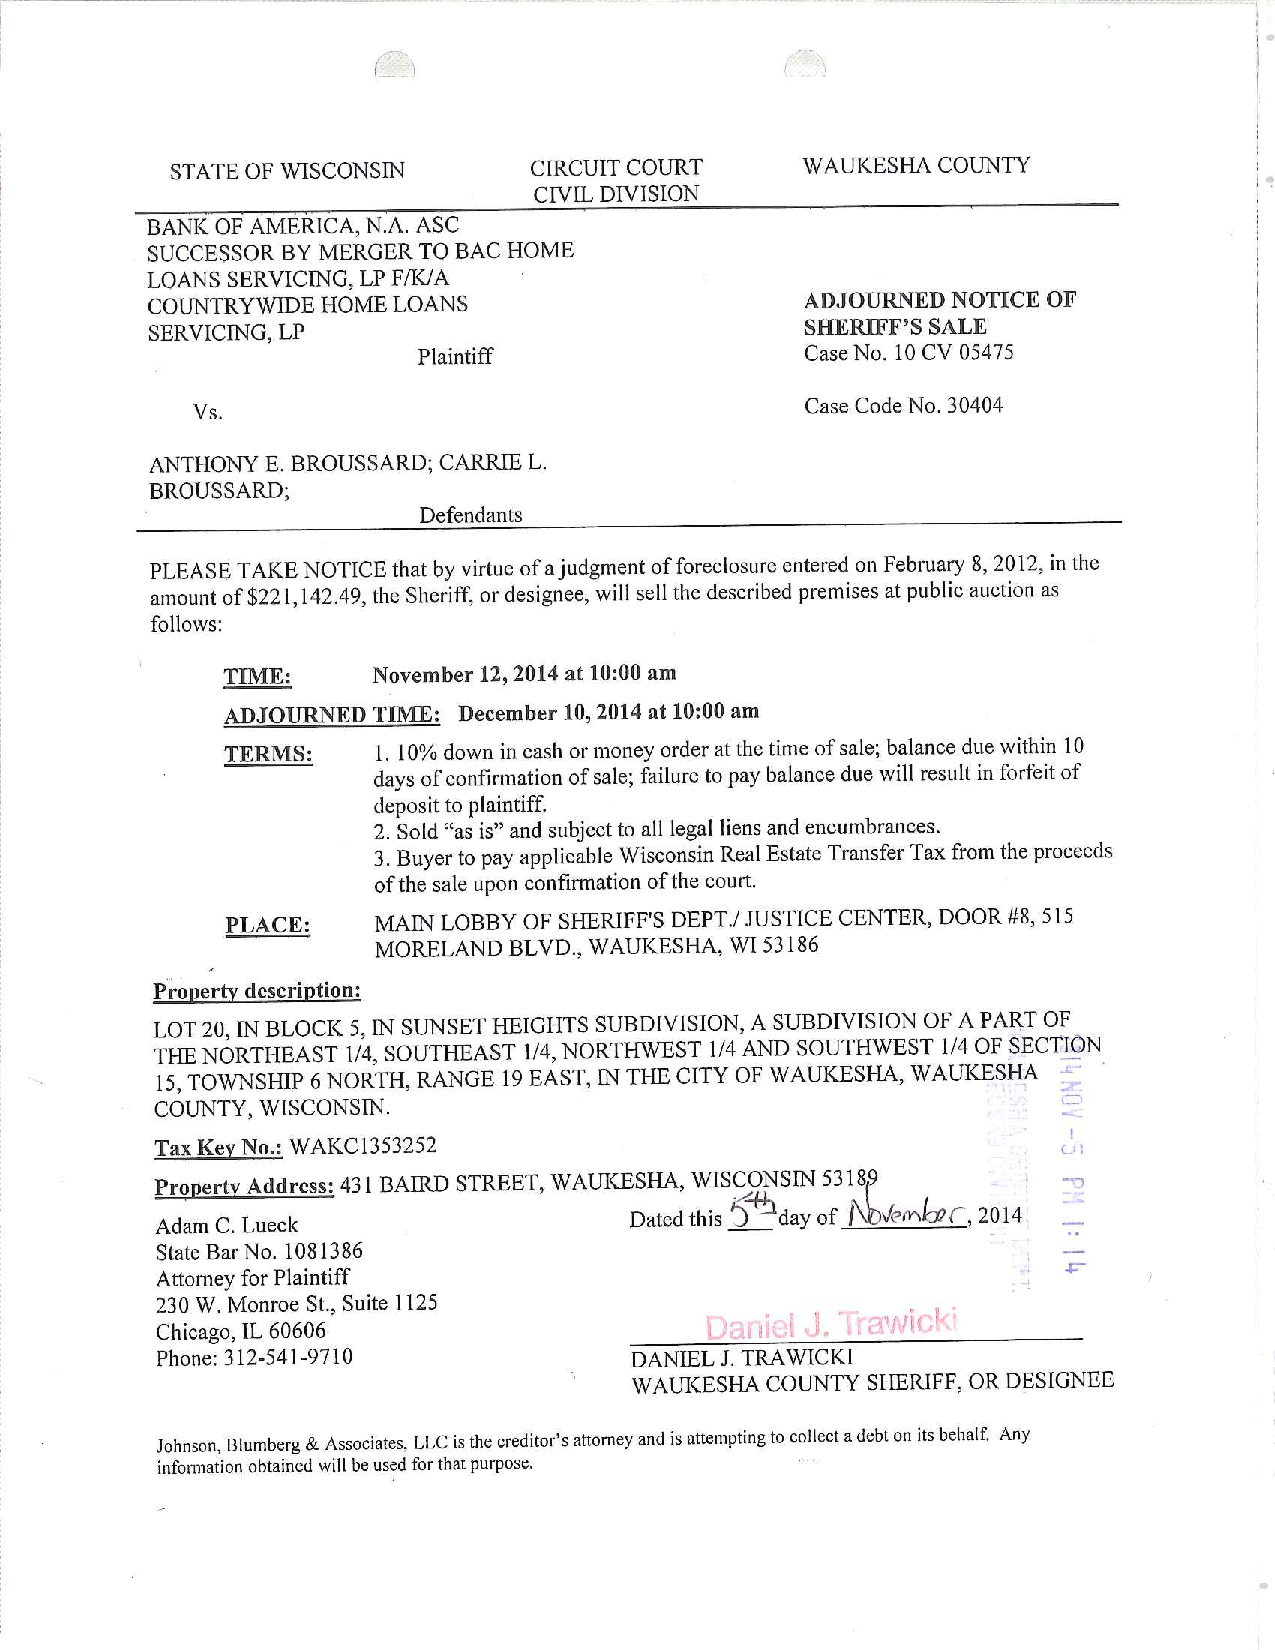 STATE OF WISCONSIN CIRCUIT COURT WAUKESHA COUNTY
CIVIL DIVISION
BANK OF AMERICA, N.A. ASC
SUCCESSOR BY MERGER TO BAC HOME
LOANS SERVICING, LP F/K/A
COUNTRYWIDE HOME LOANS
SERVICING, LP
Plaintiff
ADJOURNED NOTICE OF
SHERIFF'S SALE
Case No. 10 CV 05475
Vs.
Case Code No. 30404
ANTHONY E. BROUSSARD; CARRIE L.
BROUSSARD;
Defendants
PLEASE TAKE NOTICE that by virtue of a judgment of foreclosure entered on February 8, 2012, in the
amount of $221,142.49, the Sheriff, or designee, will sell the described premises at public auction as
follows:
TIME: November 12, 2014 at 10:00 am
ADJOURNED TIME: December 10, 2014 at 10:00 am
TERMS: 1. 10% down in cash or money order at the time of sale; balance due within 10
days of confirmation of sale; failure to pay balance due will result in forfeit of
deposit to plaintiff.
2. Sold “as is” and subject to all legal liens and encumbrances.
3. Buyer to pay applicable Wisconsin Real Estate Transfer Tax from the proceeds
of the sale upon confirmation of the court.
PLACE: MAIN LOBBY OF SHERIFF'S DEPT./ JUSTICE CENTER, DOOR #8, 515
MORELAND BLVD., WAUKESHA, WI 53186
Property description:
LOT 20, IN BLOCK 5, IN SUNSET HEIGHTS SUBDIVISION, A SUBDIVISION OF A PART OF
THE NORTHEAST 1/4, SOUTHEAST 1/4, NORTHWEST 1/4 AND SOUTHWEST 1/4 OF SECTION
15, TOWNSHIP 6 NORTH, RANGE 19 EAST, IN THE CITY OF WAUKESHA, WAUKESHA
COUNTY, WISCONSIN.
Tax Key No.: WAKC1353252
Property Address: 431 BAIRD STREET, WAUKESHA, WISCONSIN 53189
Dated this 5th day of November, 2014
Adam C. Lueck
State Bar No. 1081386
Attorney for Plaintiff
230 W. Monroe St., Suite 1125
Chicago, IL 60606
Phone: 312-541-9710
Daniel J. Trawicki
DANIEL J. TRAWICKI
WAUKESHA COUNTY SHERIFF, OR DESIGNEE
NOV -5 PM 1:14
Johnson, Blumberg & Associates, LLC is the creditor's attorney and is attempting to collect a debt on its behalf. Any
information obtained will be used for that purpose.